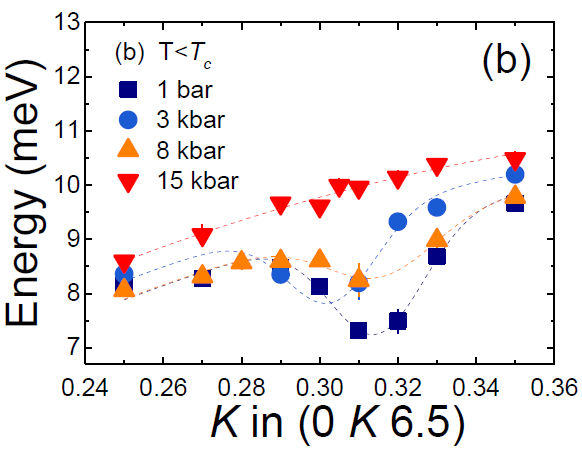 13
12
11
10
9
8
7
Energy (meV)
(b) T<Tc
1 bar
3 kbar
8 kbar
15 kbar
(b)
0.24 0.26 0.28 0.30 0.32 0.34 0.36
K in (0 K 6.5)